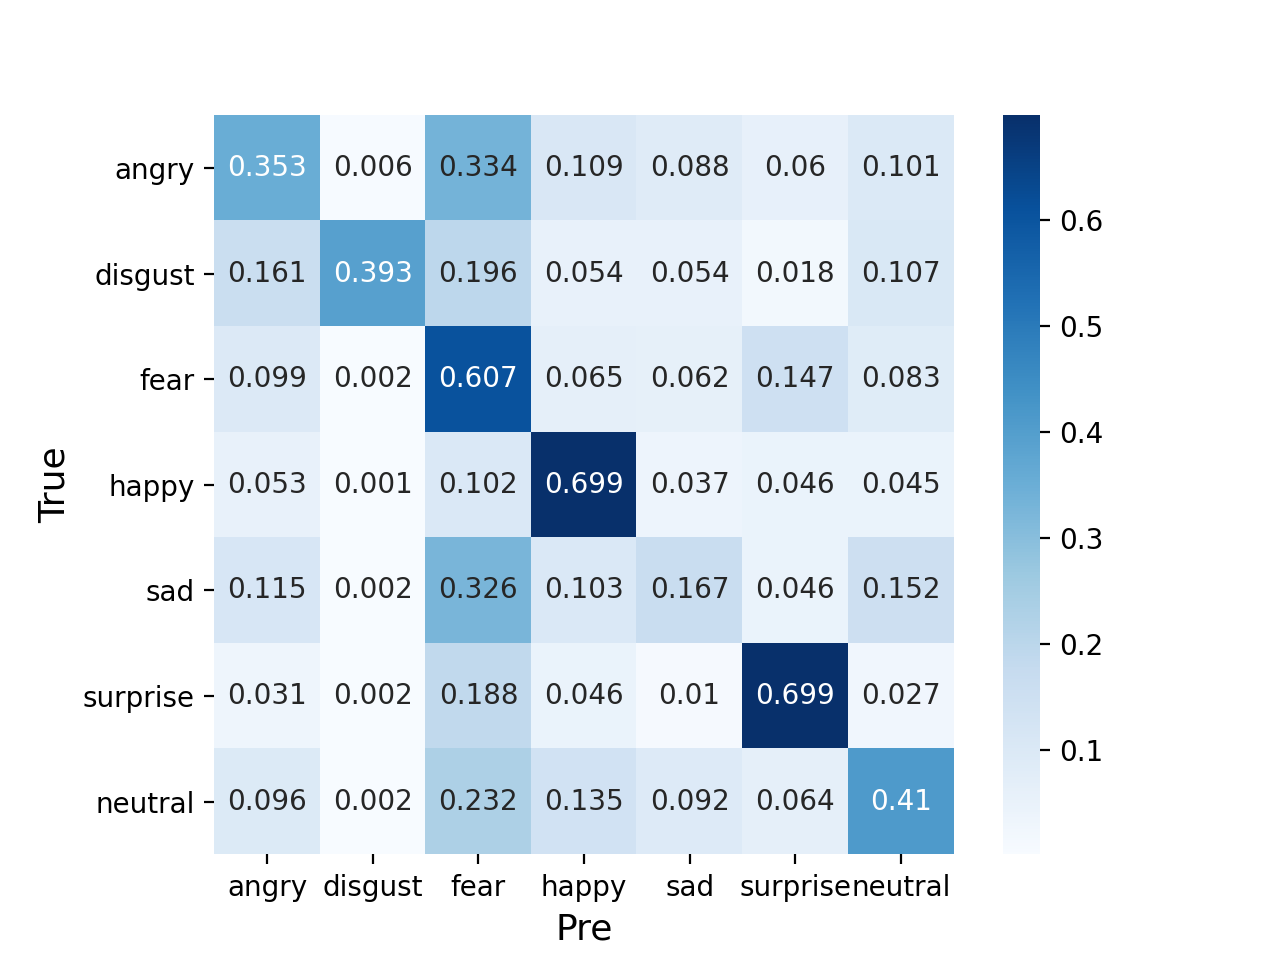 angry 0.353 0.006 0.334 0.109 0.088 0.06 0.101
disgust 0.161 0.393 0.196 0.054 0.054 0.018 0.107
fear 0.099 0.002 0.607 0.065 0.062 0.147 0.083
happy 0.053 0.001 0.102 0.699 0.037 0.046 0.045
sad 0.115 0.002 0.326 0.103 0.167 0.046 0.152
surprise 0.031 0.002 0.188 0.046 0.01 0.699 0.027
neutral 0.096 0.002 0.232 0.135 0.092 0.064 0.41
angry disgust fear happy sad surprise neutral
Pre
True
0.6
0.5
0.4
0.3
0.2
0.1